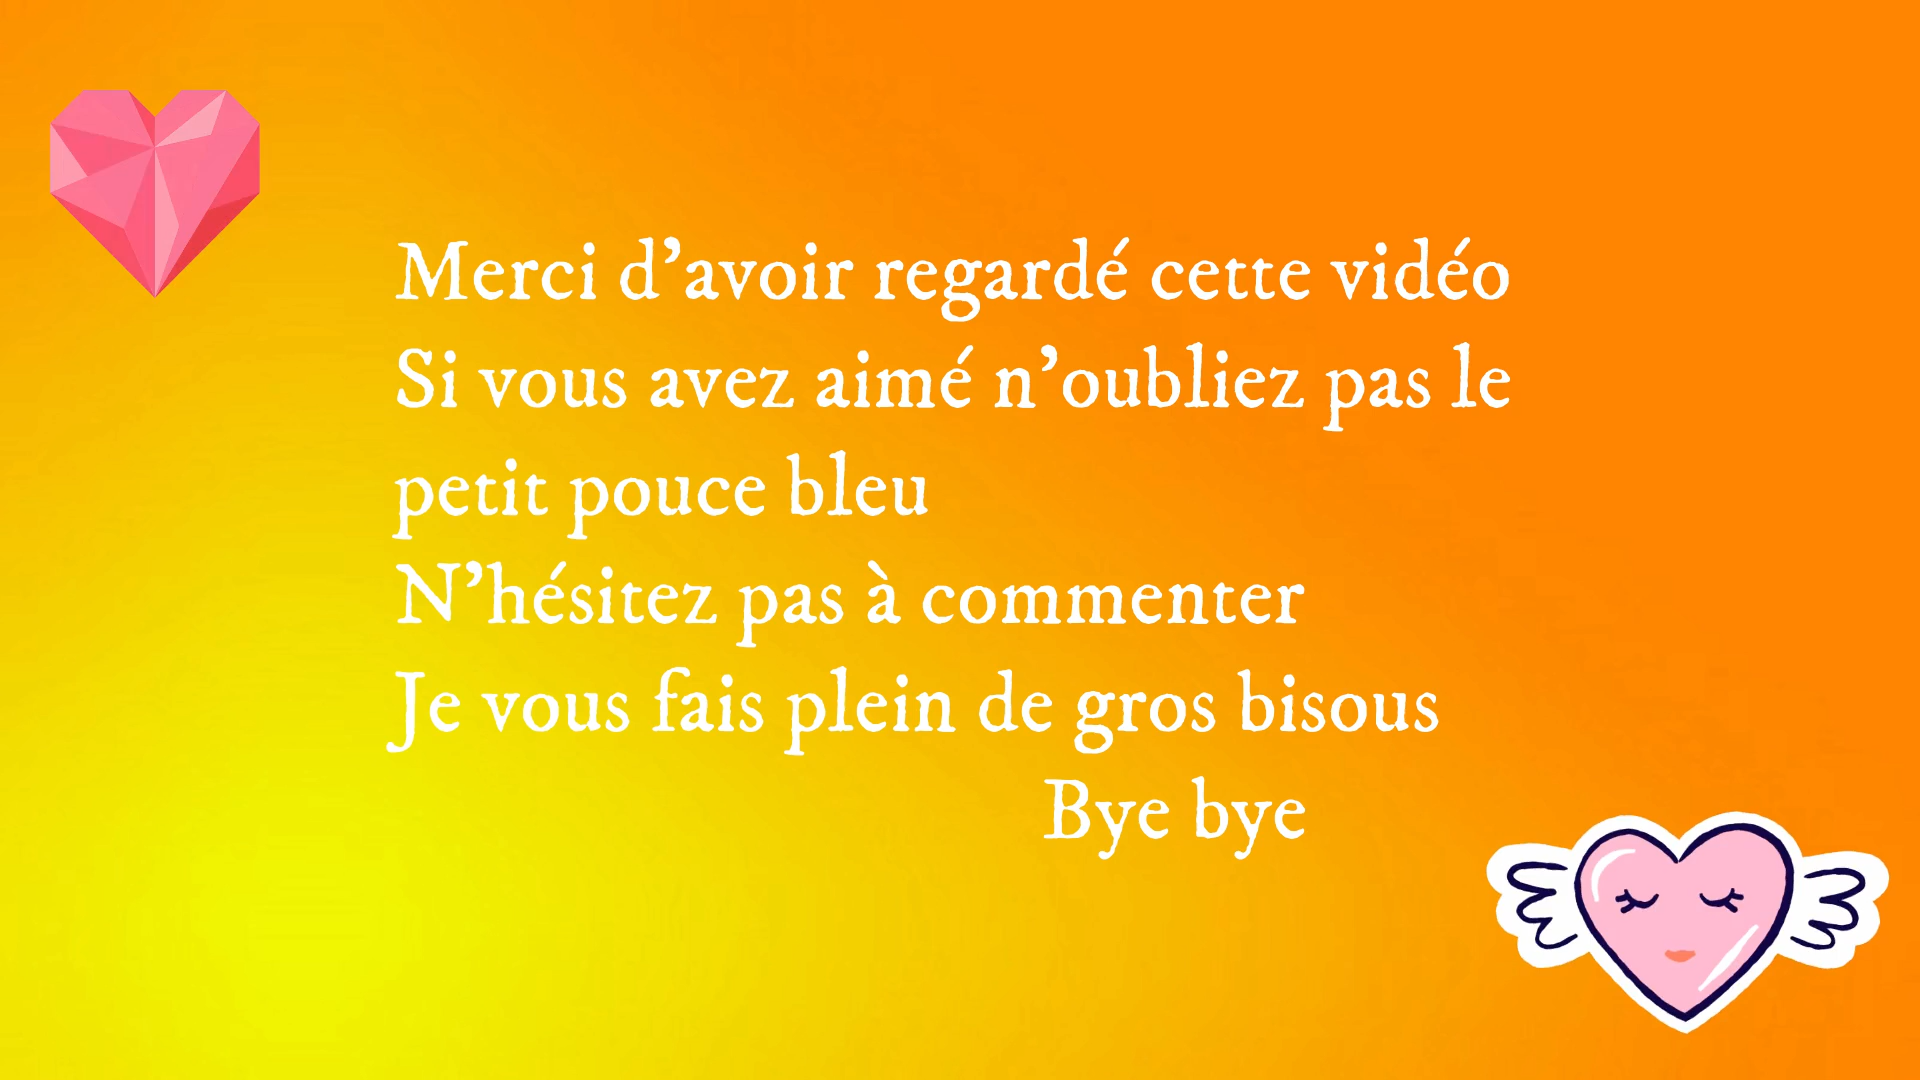 Merci d’avoir regardé cette vidéo
Si vous avez aimé n’oubliez pas le
petit pouce bleu
N’hésitez pas à commenter
Je vous fais plein de gros bisous
Bye bye